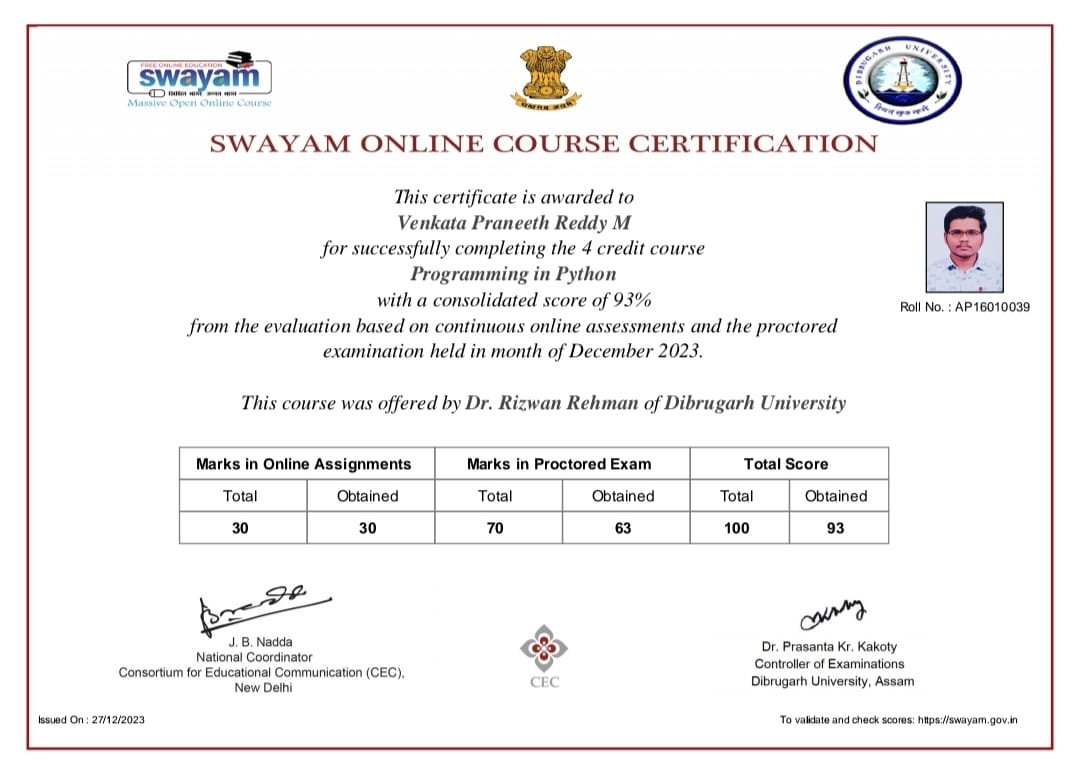 FREE ONLINE EDUCATION
swayam
शिक्षित भारत, उन्नत भारत
Massive Open Online Course
DIBRUGARH UNIVERSITY
SWAYAM ONLINE COURSE CERTIFICATION
This certificate is awarded to
Venkata Praneeth Reddy M
for successfully completing the 4 credit course
Programming in Python
with a consolidated score of 93%
from the evaluation based on continuous online assessments and the proctored
examination held in month of December 2023.
Roll No. : AP16010039
This course was offered by Dr. Rizwan Rehman of Dibrugarh University
Marks in Online Assignments Marks in Proctored Exam Total Score
Total Obtained Total Obtained Total Obtained
30 30 70 63 100 93
J. B. Nadda
National Coordinator
Consortium for Educational Communication (CEC),
New Delhi
CEC
Dr. Prasanta Kr. Kakoty
Controller of Examinations
Dibrugarh University, Assam
Issued On : 27/12/2023
To validate and check scores: https://swayam.gov.in